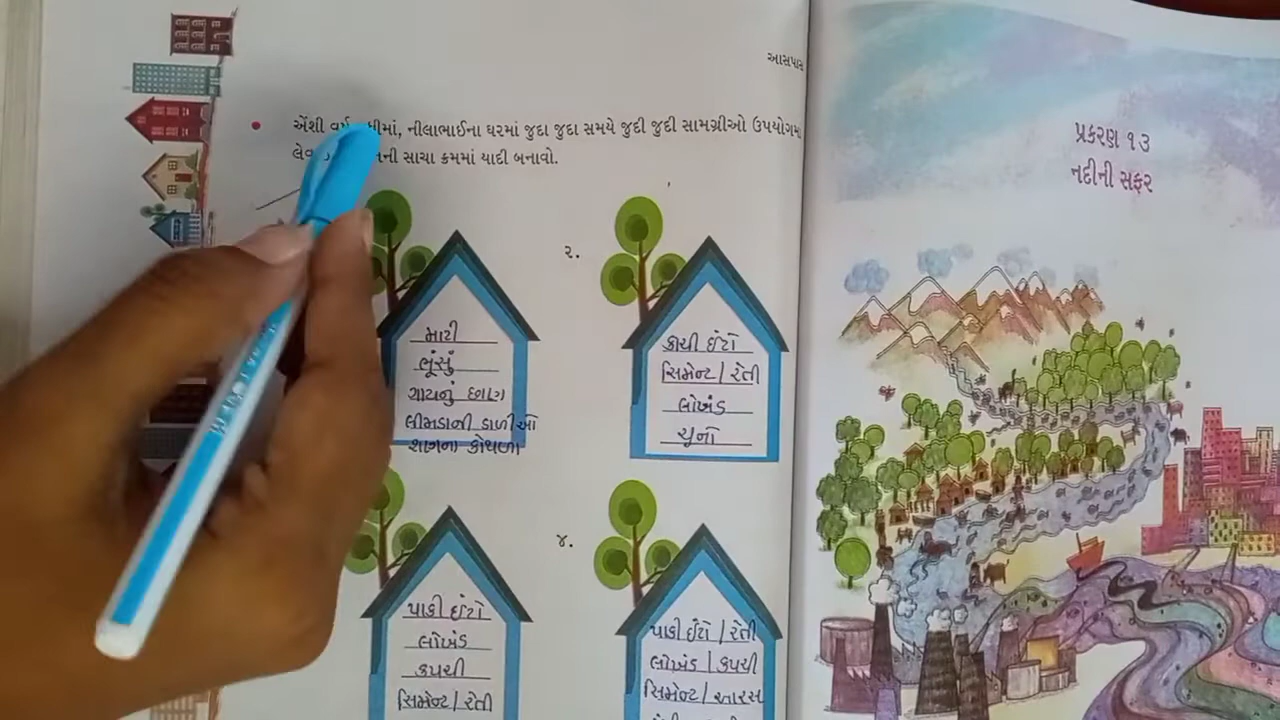 આસપાસ
એંશી વર્ષ ધીમાં, નીલાભાઈના ઘરમાં જુદા જુદા સમયે જુદી જુદી સામગ્રીઓ ઉપયોગમાં
સાચા ક્રમમાં યાદી બનાવો.
માટી
ભૂંસું
ગાયનું છાણ
લીમડાની ડાળીઓ
શણના કોથળા
૨.
કાચી ઈંટો
સિમેન્ટ / રેતી
લોખંડ
ચૂનો
પાકી ઈંટો
લોખંડ
કપચી
સિમેન્ટ / રેતી
૪.
પાકી ઈંટો / રેતી
લોખંડ / કપચી
સિમેન્ટ / આરસ
પ્રકરણ ૧૩
નદીની સફર